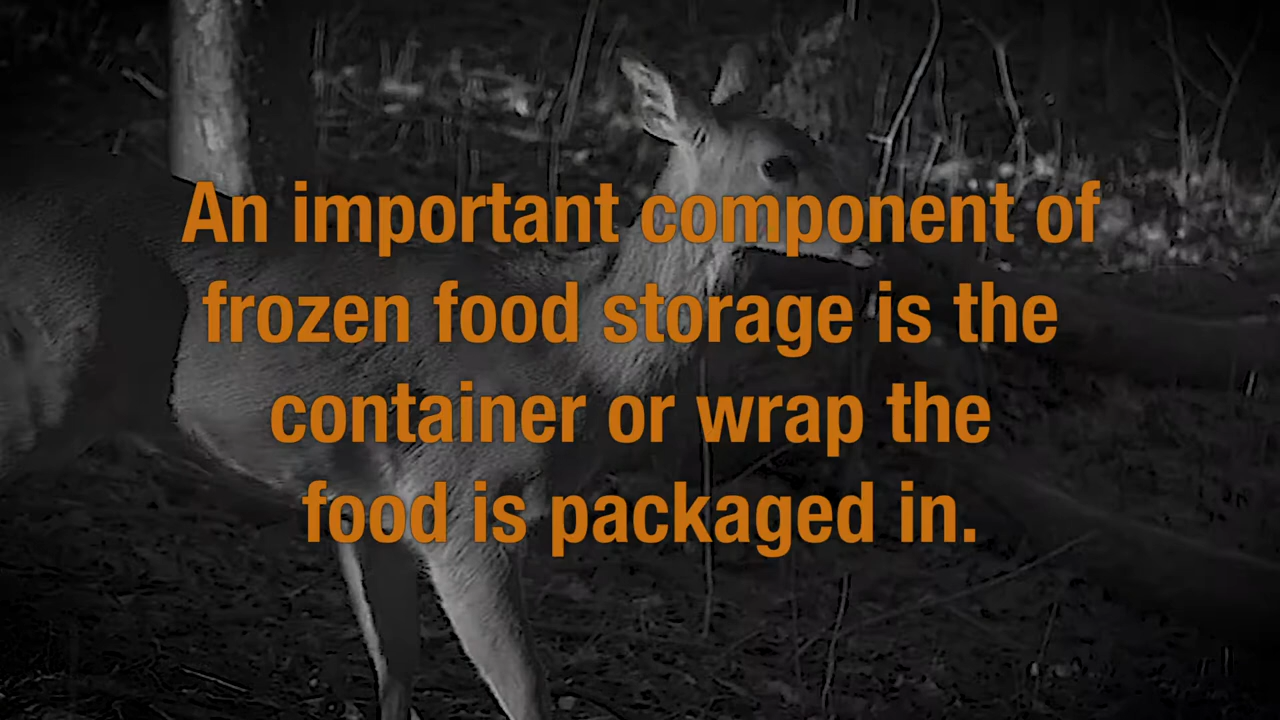 An important component of
frozen food storage is the
container or wrap the
food is packaged in.